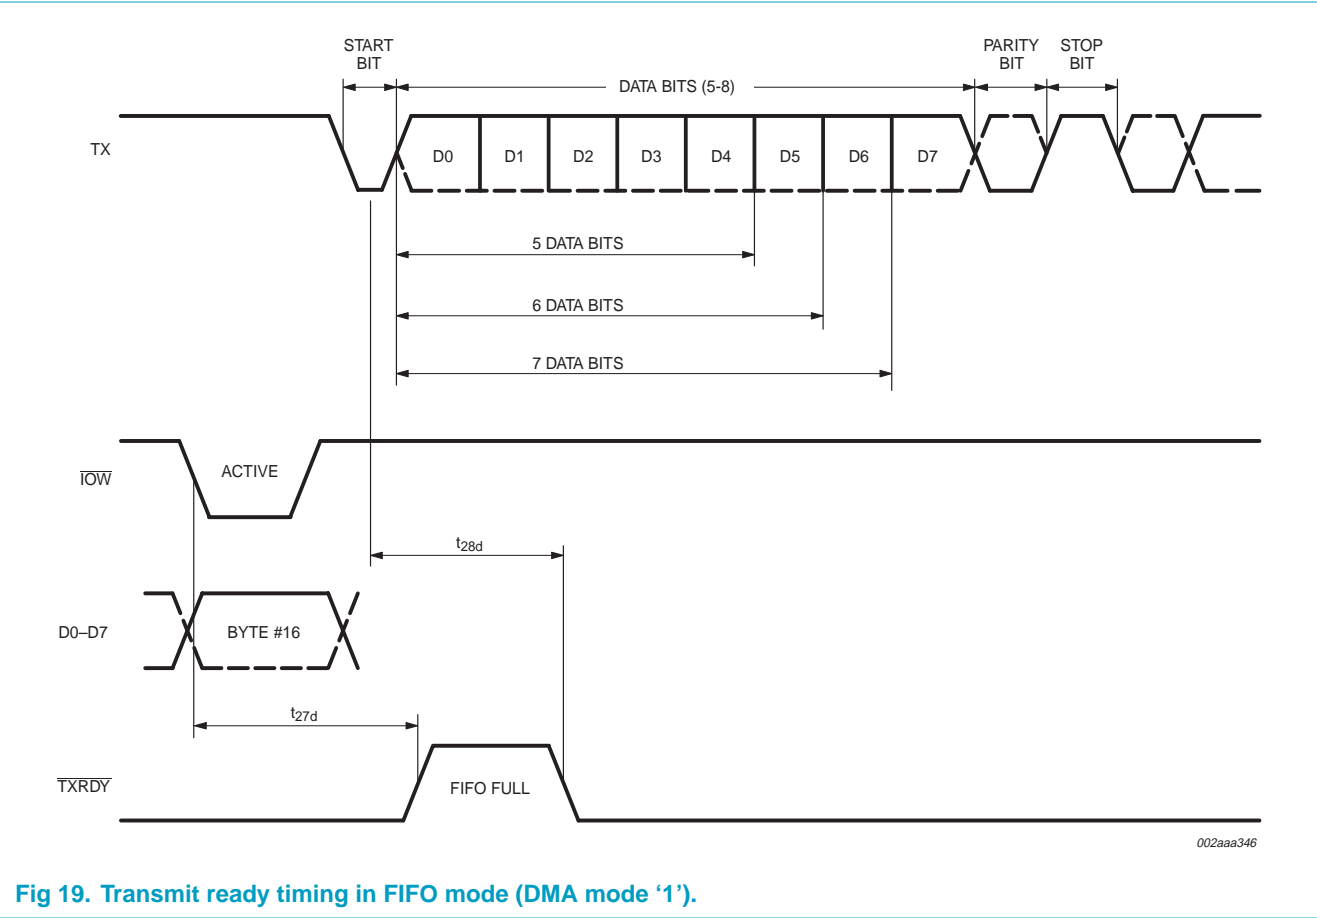 START
BIT
DATA BITS (5-8)
PARITY
BIT
STOP
BIT
TX
D0
D1
D2
D3
D4
D5
D6
D7
5 DATA BITS
6 DATA BITS
7 DATA BITS
IOW
ACTIVE
t28d
D0–D7
BYTE #16
t27d
TXRDY
FIFO FULL
002aaa346
Fig 19. Transmit ready timing in FIFO mode (DMA mode ‘1’).